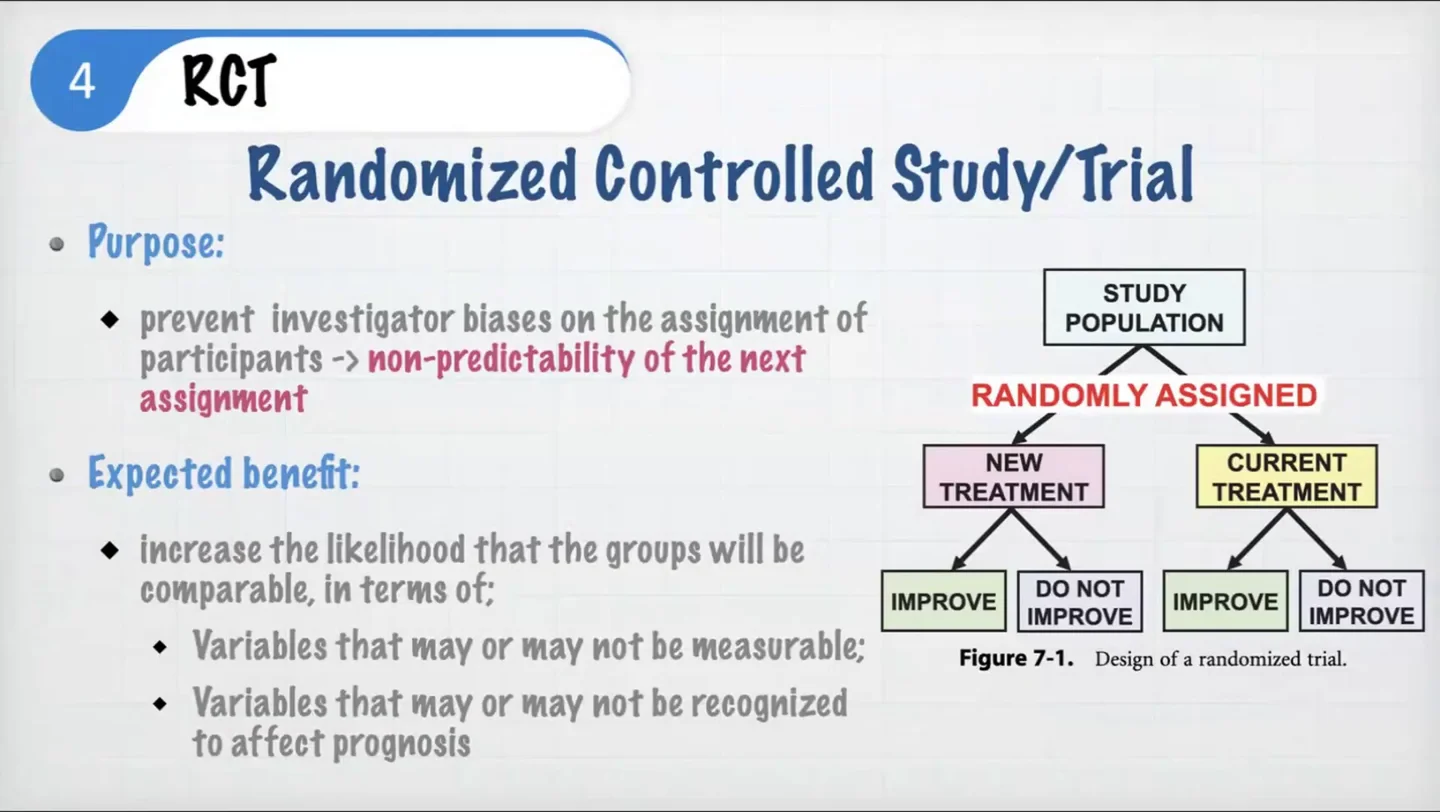 4
RCT
Randomized Controlled Study/Trial
Purpose:
prevent investigator biases on the assignment of
participants -> non-predictability of the next
assignment
Expected benefit:
increase the likelihood that the groups will be
comparable, in terms of;
Variables that may or may not be measurable;
Variables that may or may not be recognized
to affect prognosis
STUDY
POPULATION
RANDOMLY ASSIGNED
NEW
TREATMENT
CURRENT
TREATMENT
IMPROVE
DO NOT
IMPROVE
IMPROVE
DO NOT
IMPROVE
Figure 7-1. Design of a randomized trial.